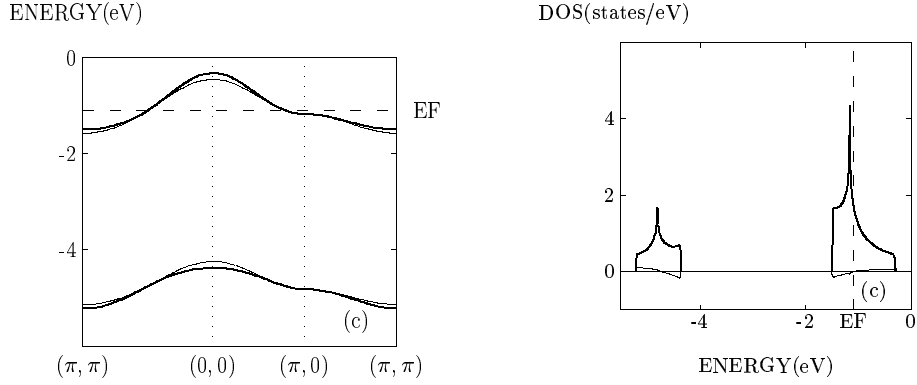 ENERGY(eV)
0
-2
-4
EF
(c)
(π, π)
(0, 0)
(π, 0)
(π, π)
DOS(states/eV)
4
2
0
(c)
-4
-2
EF
0
ENERGY(eV)